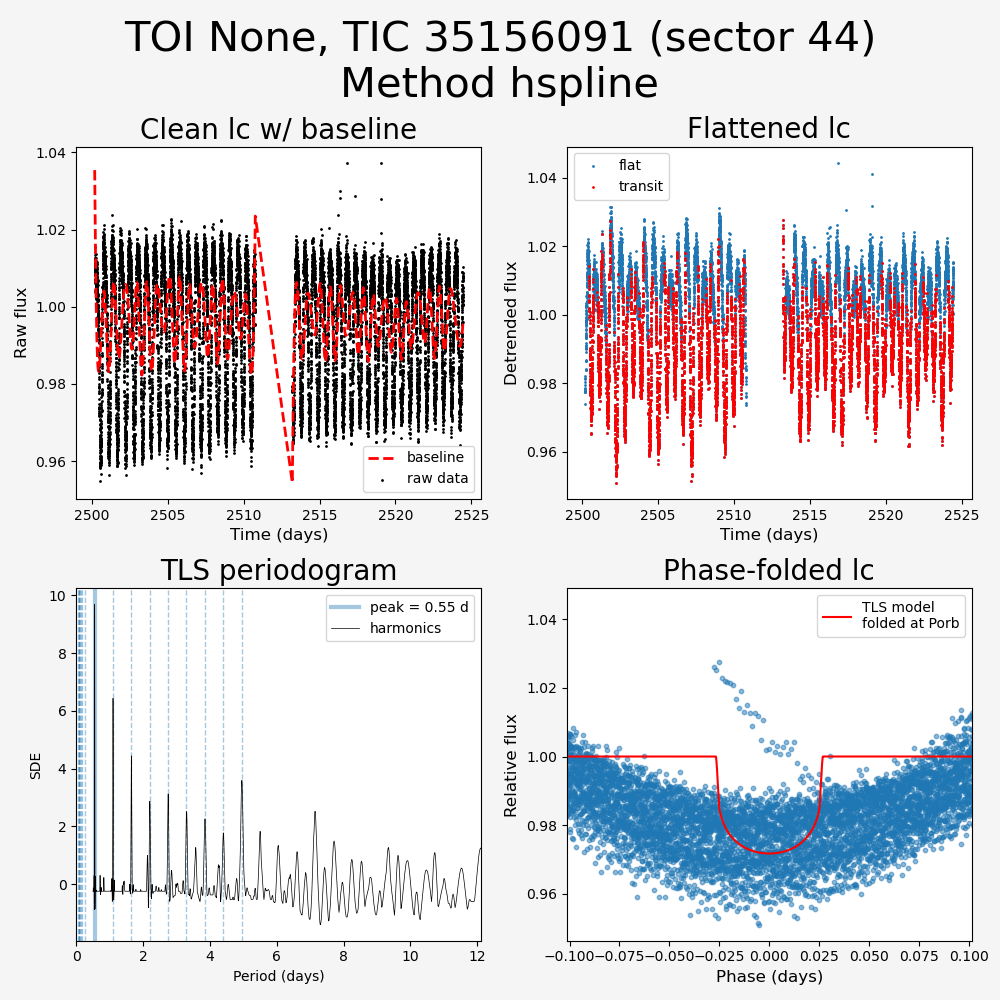 TOI None, TIC 35156091 (sector 44)
Method hspline
Clean lc w/ baseline
Raw flux
1.04
1.02
1.00
0.98
0.96
baseline
raw data
2500 2505 2510 2515 2520 2525
Time (days)
Flattened lc
Detrended flux
1.04
1.02
1.00
0.98
0.96
flat
transit
2500 2505 2510 2515 2520 2525
Time (days)
TLS periodogram
SDE
10
8
6
4
2
0
peak = 0.55 d
harmonics
0 2 4 6 8 10 12
Period (days)
Phase-folded lc
Relative flux
1.04
1.02
1.00
0.98
0.96
TLS model
folded at Porb
−0.100 −0.075 −0.050 −0.025 0.000 0.025 0.050 0.075 0.100
Phase (days)